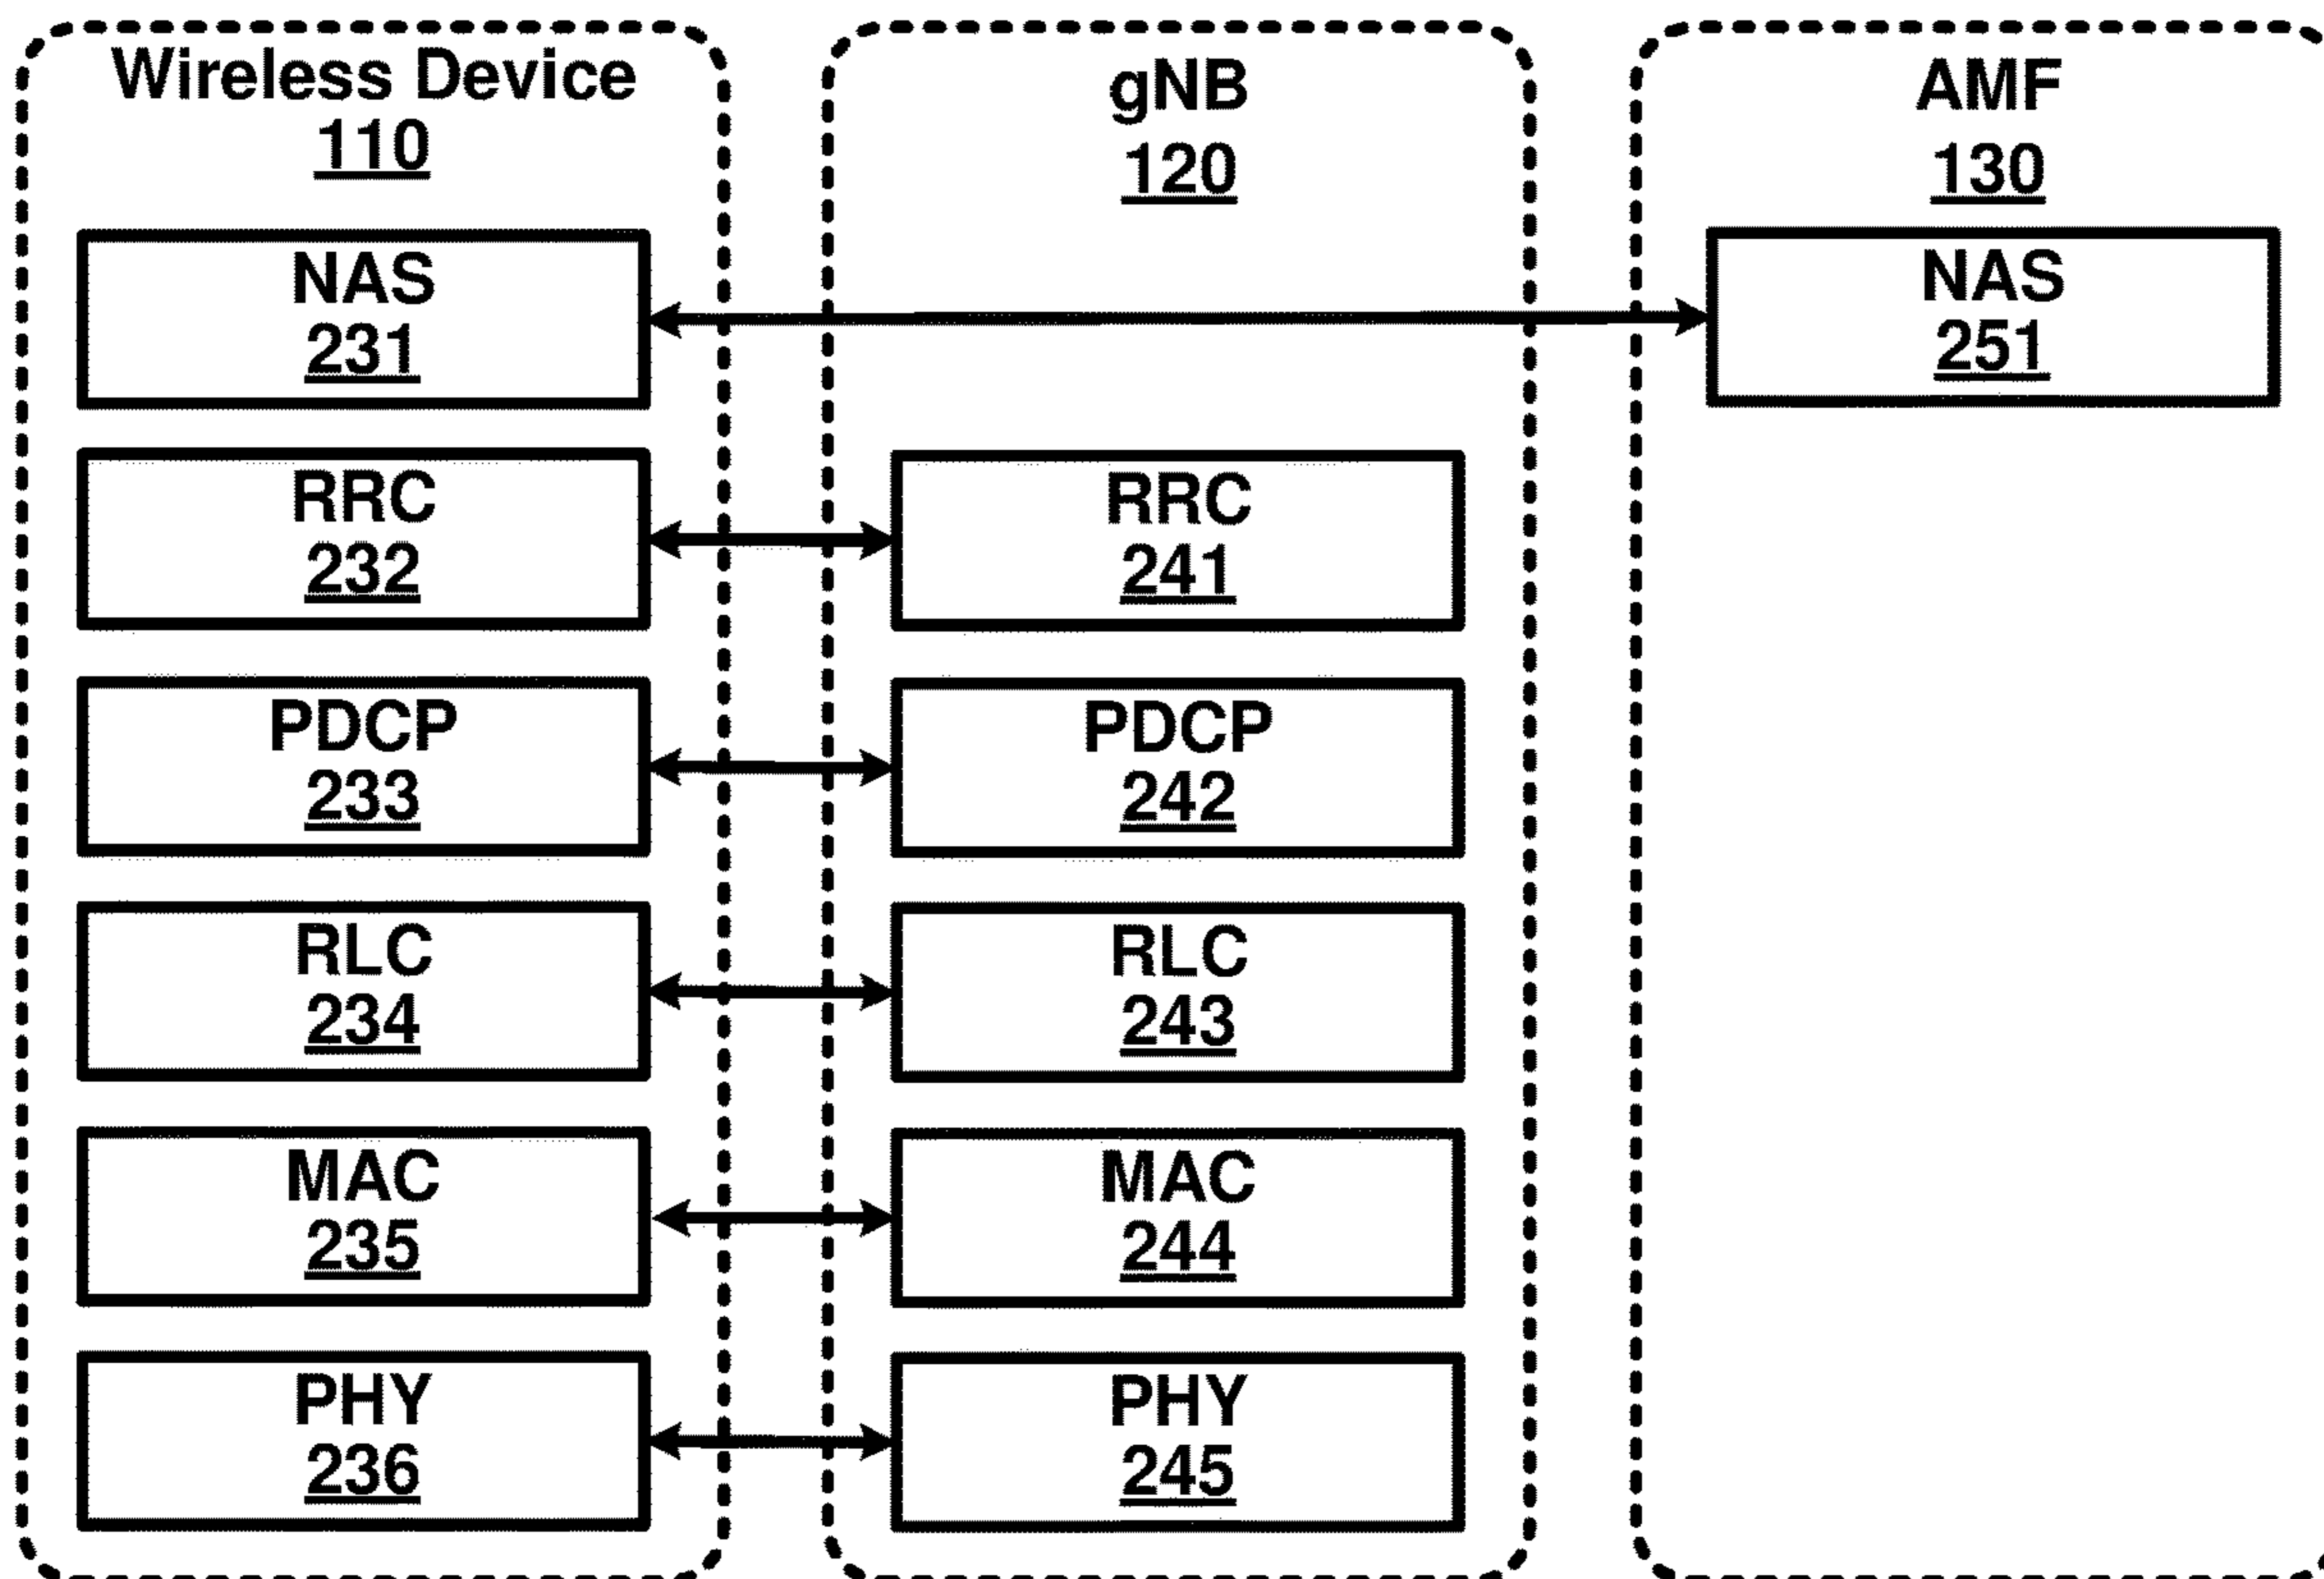 Wireless Device
110
gNB
120
AMF
130
NAS
231
NAS
251
RRC
232
RRC
241
PDCP
233
PDCP
242
RLC
234
RLC
243
MAC
235
MAC
244
PHY
236
PHY
245